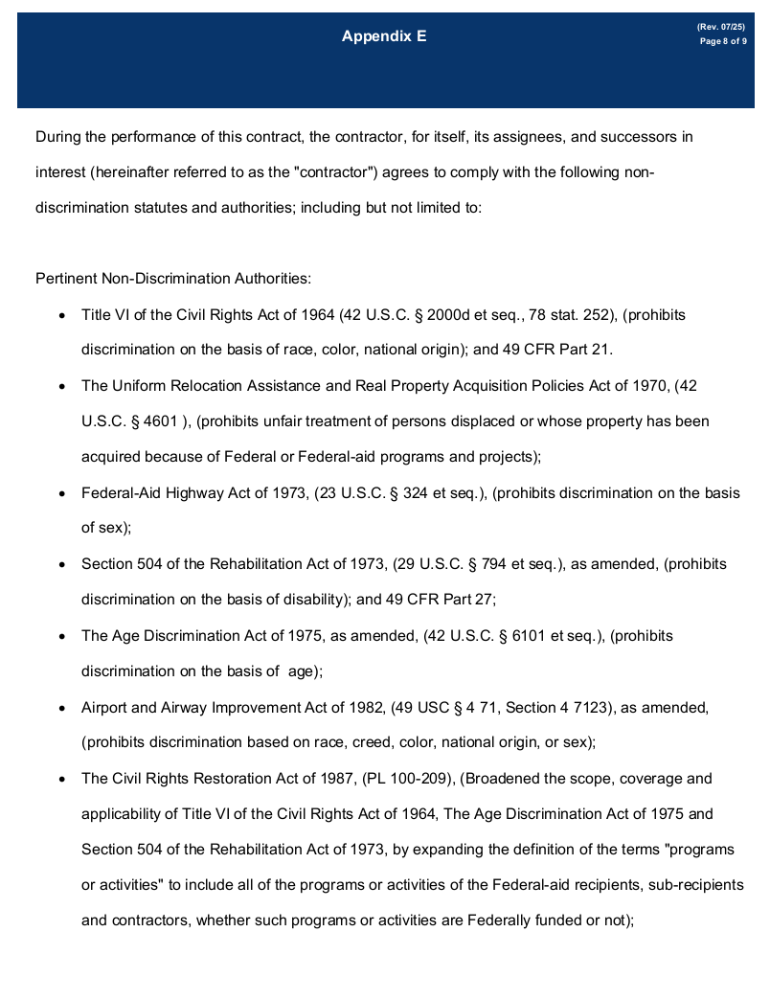 Appendix E
(Rev. 07/25)
Page 8 of 9
During the performance of this contract, the contractor, for itself, its assignees, and successors in
interest (hereinafter referred to as the "contractor") agrees to comply with the following non-
discrimination statutes and authorities; including but not limited to:
Pertinent Non-Discrimination Authorities:
• Title VI of the Civil Rights Act of 1964 (42 U.S.C. § 2000d et seq., 78 stat. 252), (prohibits
discrimination on the basis of race, color, national origin); and 49 CFR Part 21.
• The Uniform Relocation Assistance and Real Property Acquisition Policies Act of 1970, (42
U.S.C. § 4601 ), (prohibits unfair treatment of persons displaced or whose property has been
acquired because of Federal or Federal-aid programs and projects);
• Federal-Aid Highway Act of 1973, (23 U.S.C. § 324 et seq.), (prohibits discrimination on the basis
of sex);
• Section 504 of the Rehabilitation Act of 1973, (29 U.S.C. § 794 et seq.), as amended, (prohibits
discrimination on the basis of disability); and 49 CFR Part 27;
• The Age Discrimination Act of 1975, as amended, (42 U.S.C. § 6101 et seq.), (prohibits
discrimination on the basis of  age);
• Airport and Airway Improvement Act of 1982, (49 USC § 4 71, Section 4 7123), as amended,
(prohibits discrimination based on race, creed, color, national origin, or sex);
• The Civil Rights Restoration Act of 1987, (PL 100-209), (Broadened the scope, coverage and
applicability of Title VI of the Civil Rights Act of 1964, The Age Discrimination Act of 1975 and
Section 504 of the Rehabilitation Act of 1973, by expanding the definition of the terms "programs
or activities" to include all of the programs or activities of the Federal-aid recipients, sub-recipients
and contractors, whether such programs or activities are Federally funded or not);